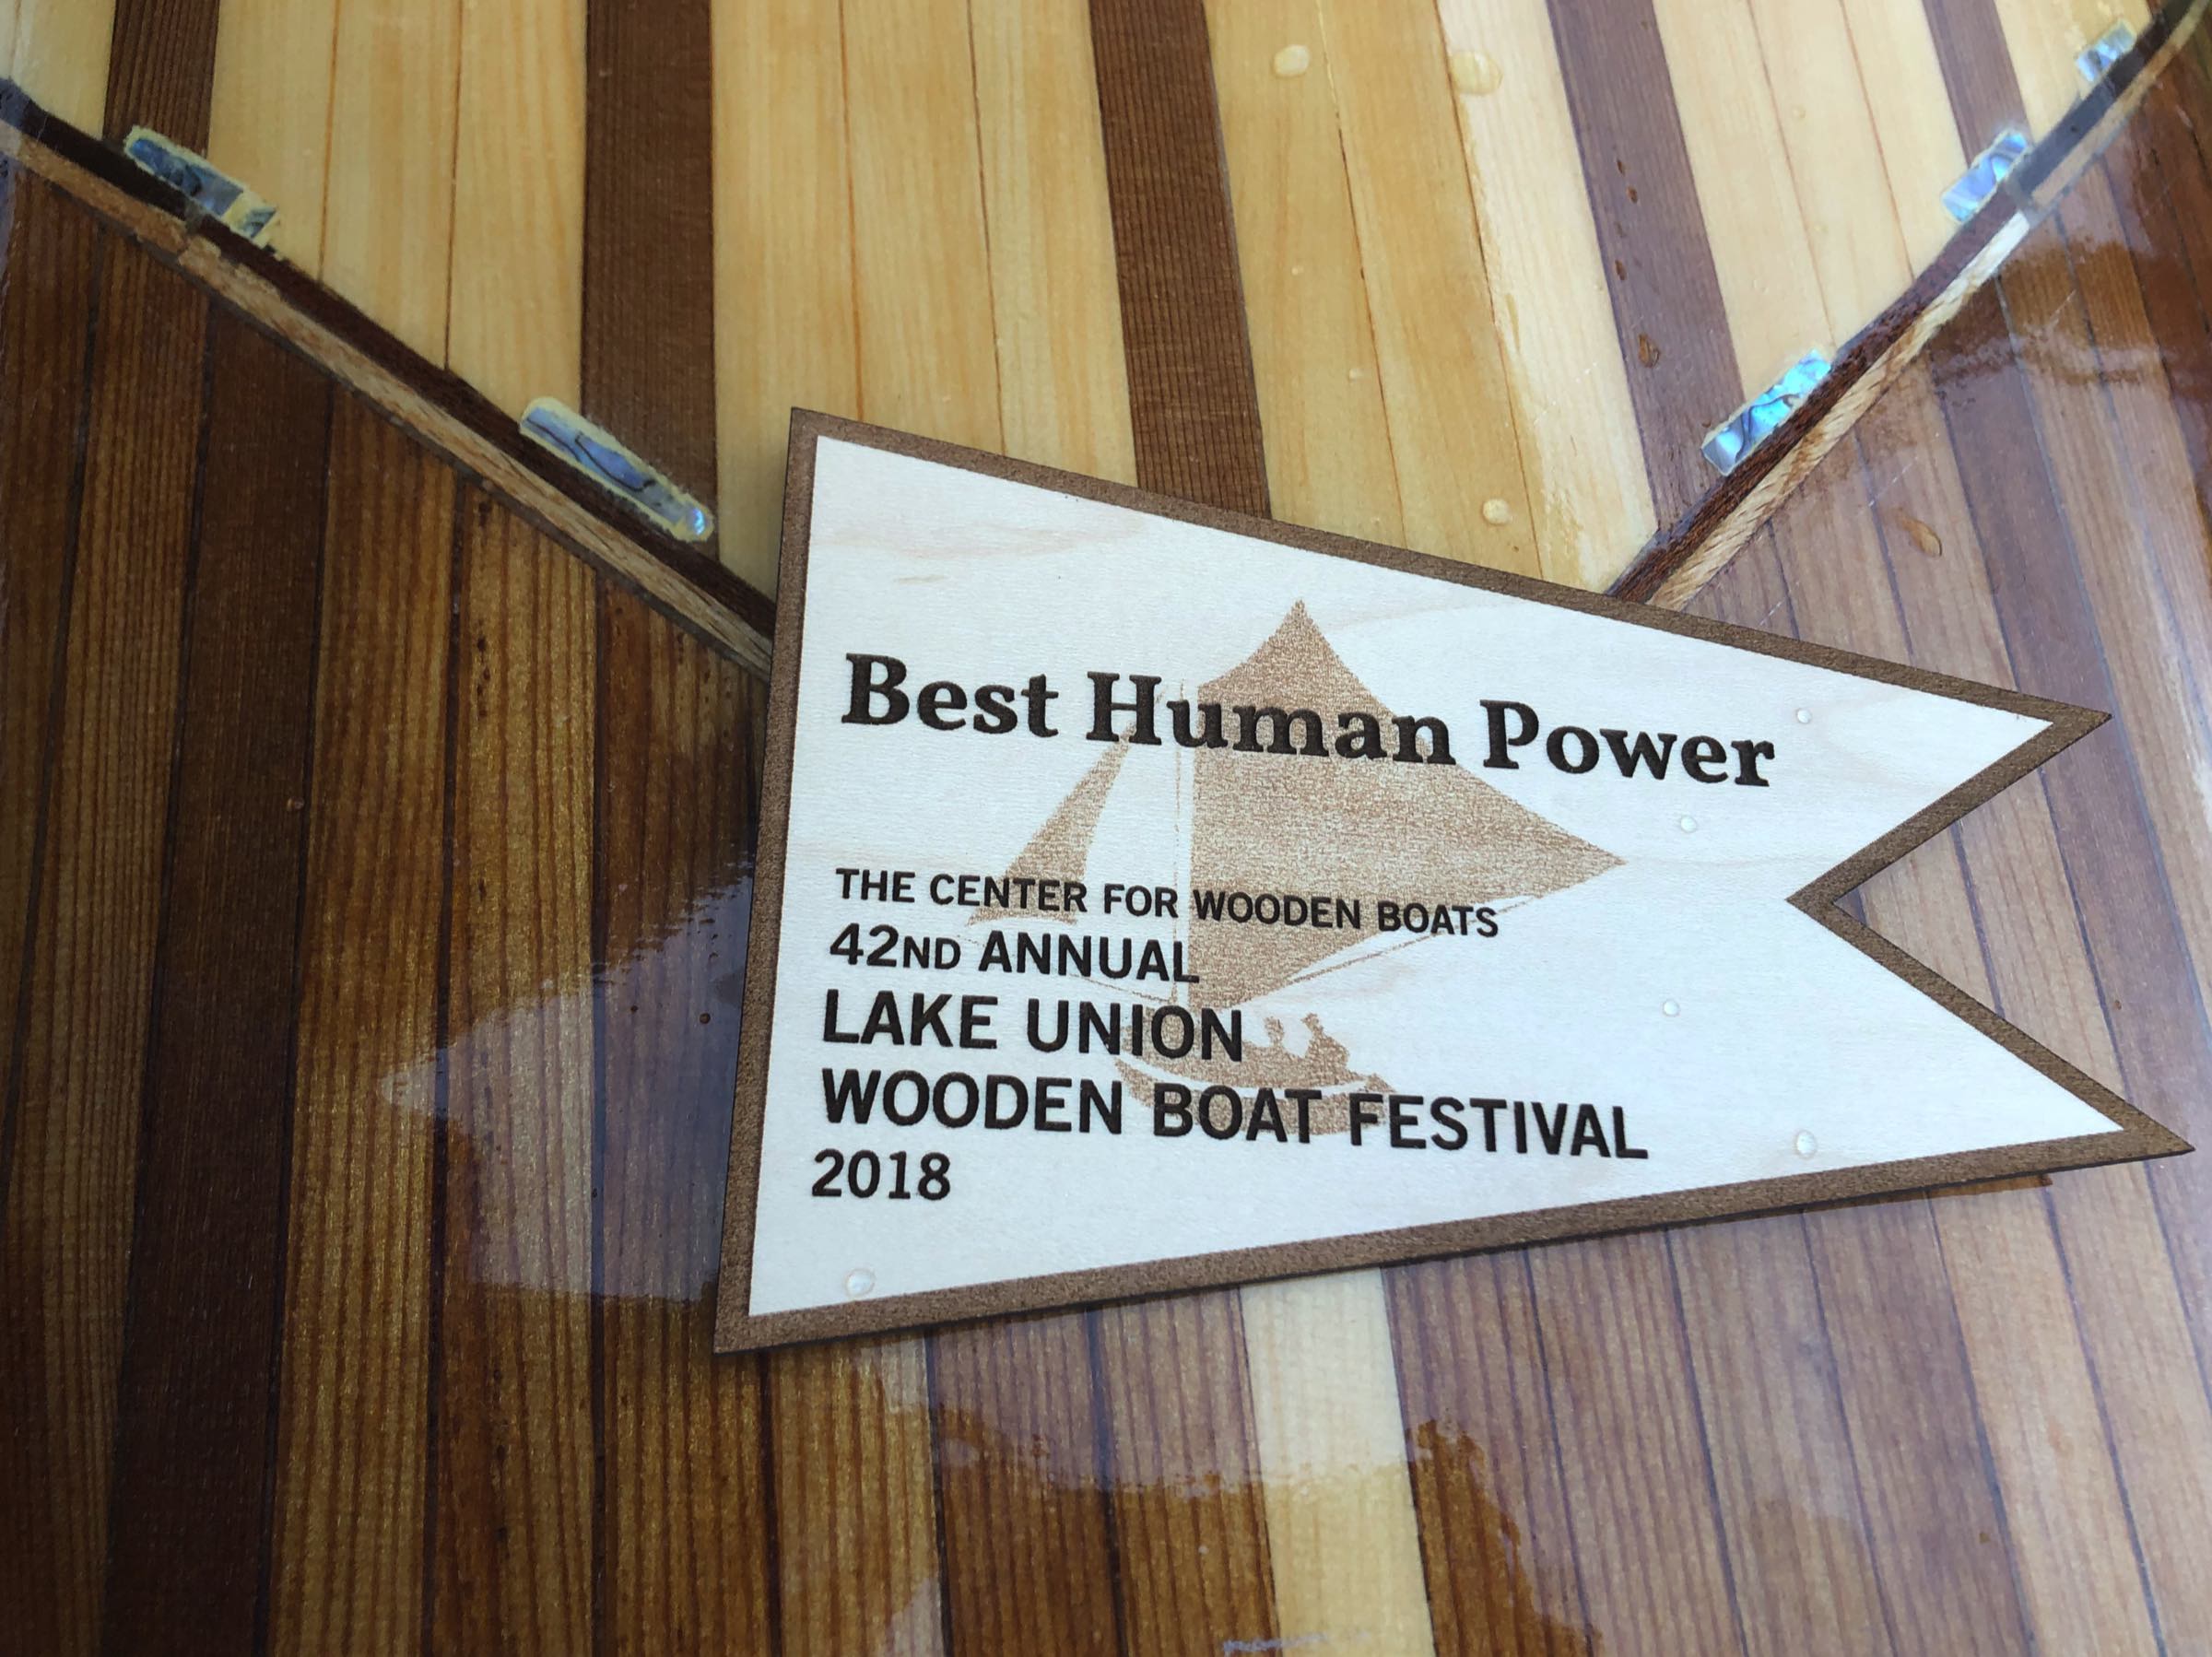 Best Human Power
THE CENTER FOR WOODEN BOATS
42ND ANNUAL
LAKE UNION
WOODEN BOAT FESTIVAL
2018